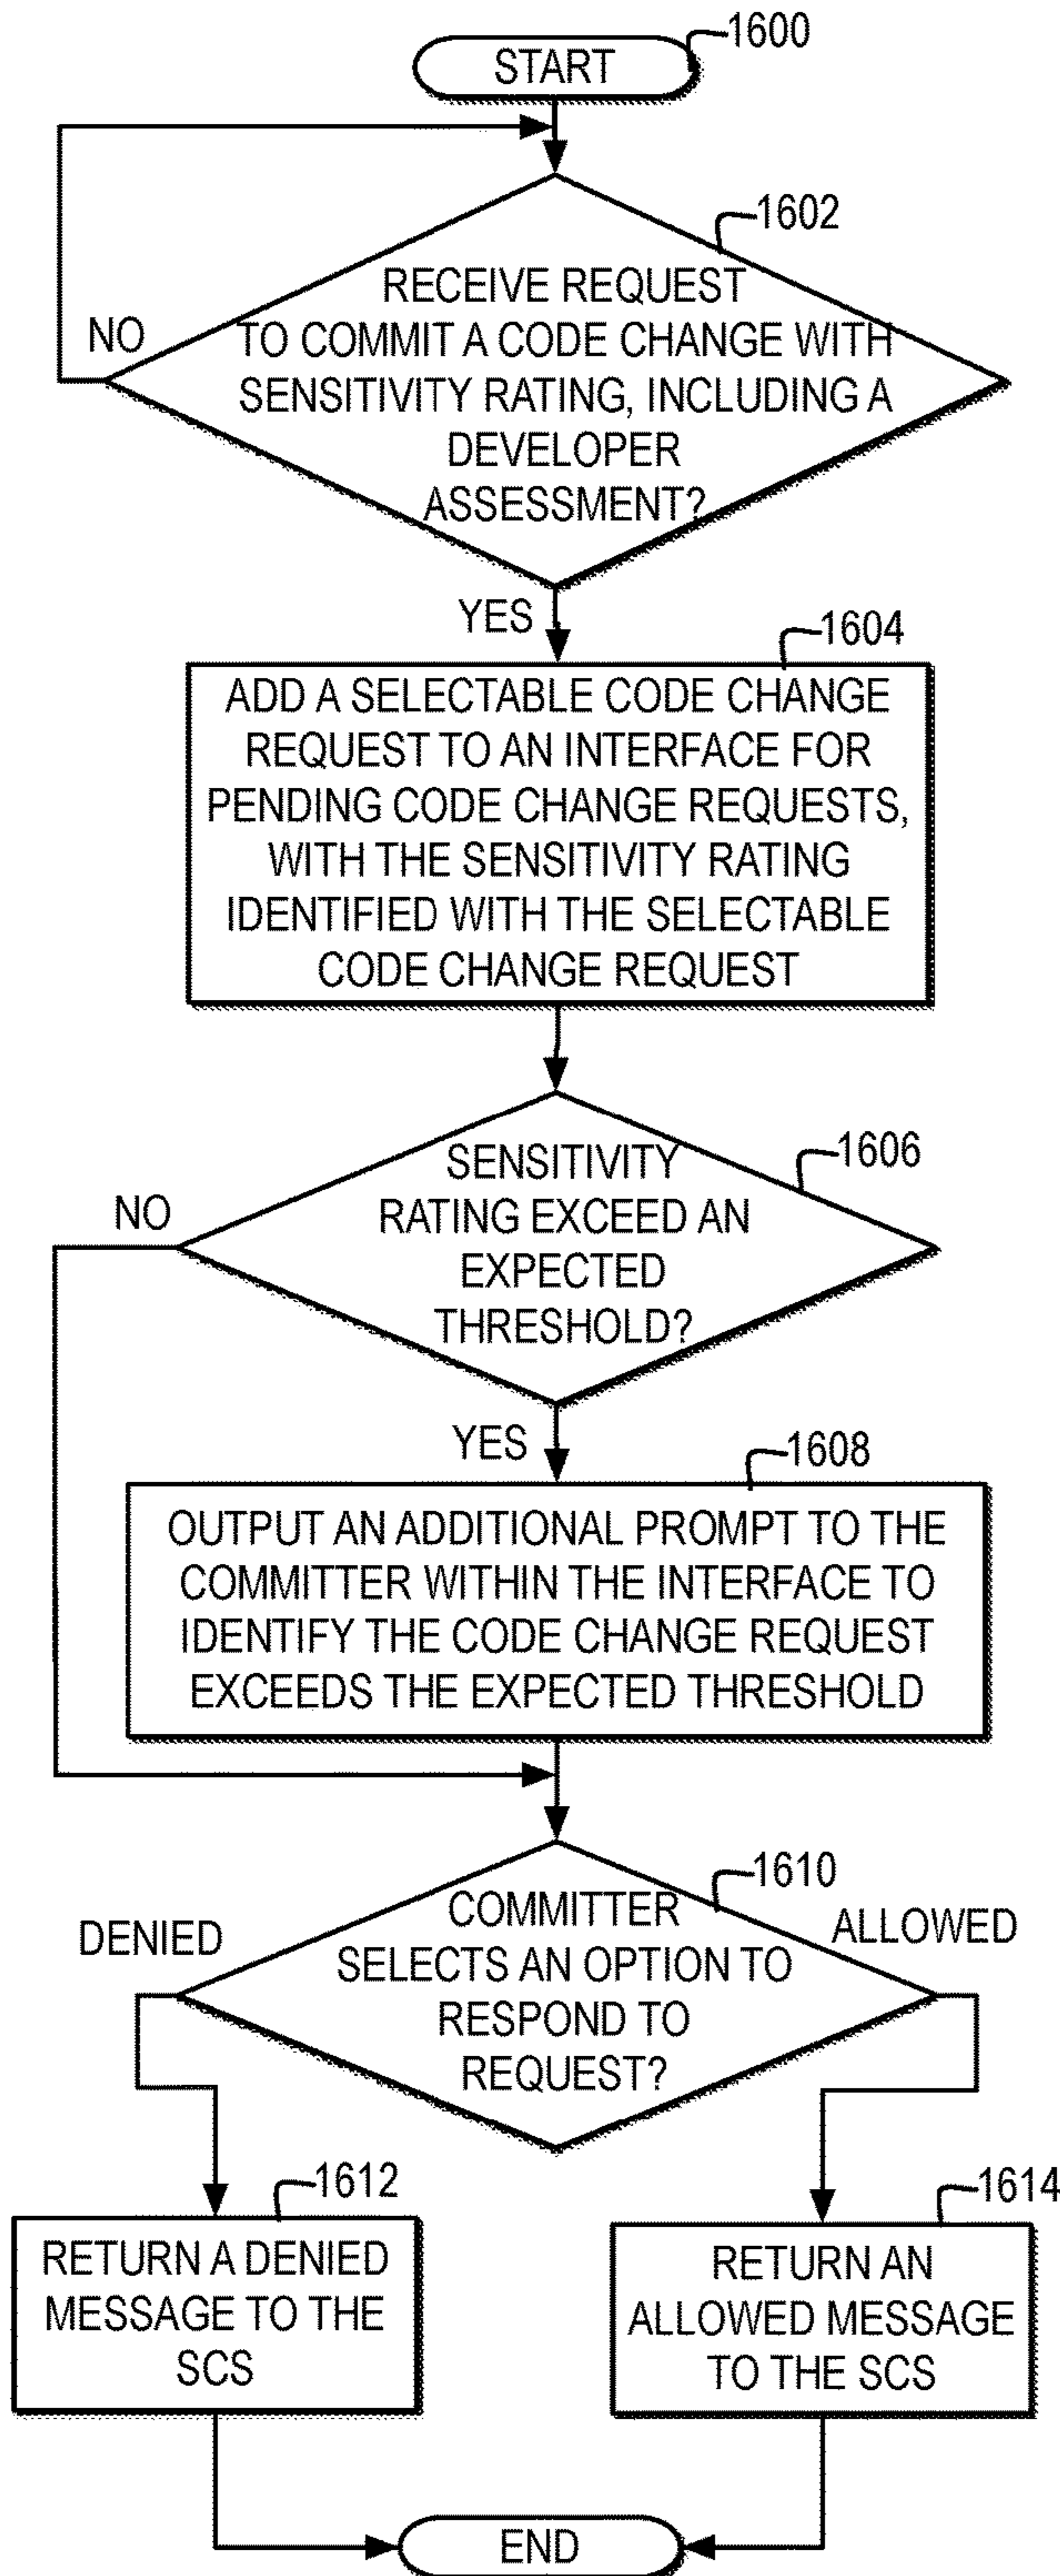 START
1600
1602
RECEIVE REQUEST
TO COMMIT A CODE CHANGE WITH
SENSITIVITY RATING, INCLUDING A
DEVELOPER
ASSESSMENT?
NO
YES
1604
ADD A SELECTABLE CODE CHANGE
REQUEST TO AN INTERFACE FOR
PENDING CODE CHANGE REQUESTS,
WITH THE SENSITIVITY RATING
IDENTIFIED WITH THE SELECTABLE
CODE CHANGE REQUEST
1606
SENSITIVITY
RATING EXCEED AN
EXPECTED
THRESHOLD?
NO
YES
1608
OUTPUT AN ADDITIONAL PROMPT TO THE
COMMITTER WITHIN THE INTERFACE TO
IDENTIFY THE CODE CHANGE REQUEST
EXCEEDS THE EXPECTED THRESHOLD
1610
COMMITTER
SELECTS AN OPTION TO
RESPOND TO
REQUEST?
DENIED
ALLOWED
1612
RETURN A DENIED
MESSAGE TO THE
SCS
1614
RETURN AN
ALLOWED MESSAGE
TO THE SCS
END